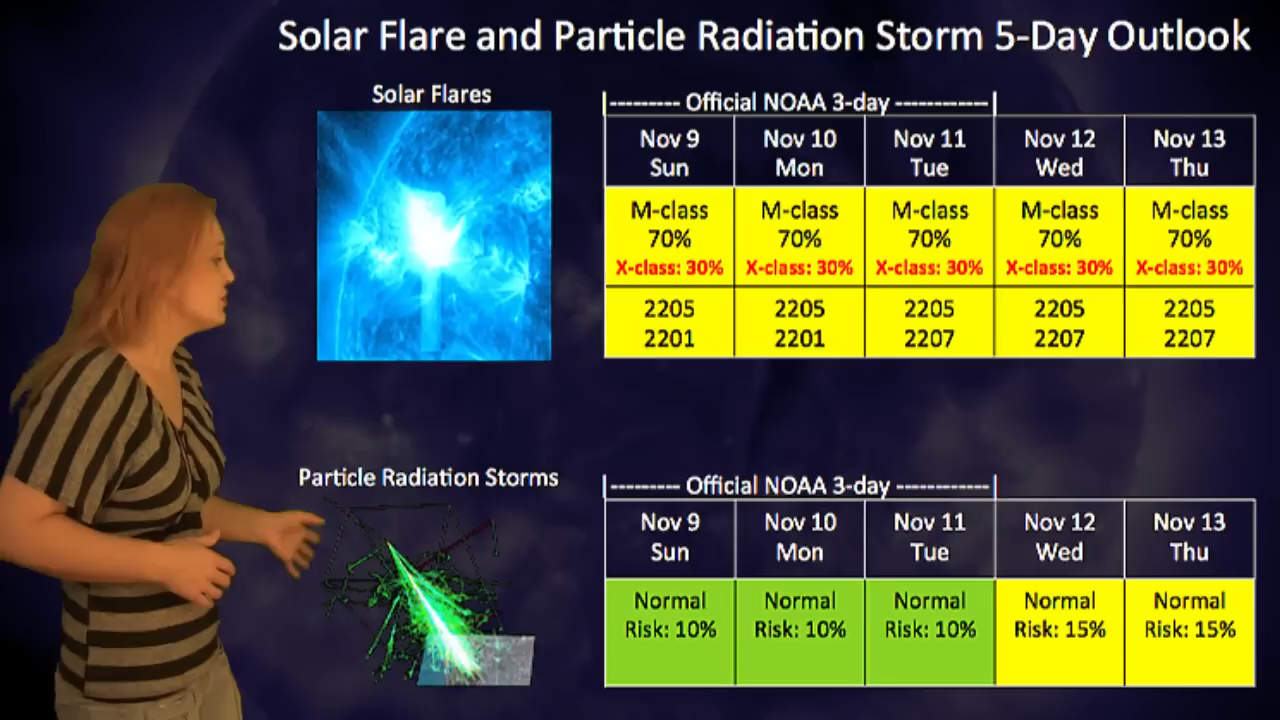 Solar Flare and Particle Radiation Storm 5-Day Outlook
Solar Flares
|--------- Official NOAA 3-day ------------|
Nov 9 Nov 10 Nov 11 Nov 12 Nov 13
Sun Mon Tue Wed Thu
M-class M-class M-class M-class M-class
70% 70% 70% 70% 70%
X-class: 30% X-class: 30% X-class: 30% X-class: 30% X-class: 30%
2205 2205 2205 2205 2205
2201 2201 2207 2207 2207
Particle Radiation Storms
|--------- Official NOAA 3-day ------------|
Nov 9 Nov 10 Nov 11 Nov 12 Nov 13
Sun Mon Tue Wed Thu
Normal Normal Normal Normal Normal
Risk: 10% Risk: 10% Risk: 10% Risk: 15% Risk: 15%